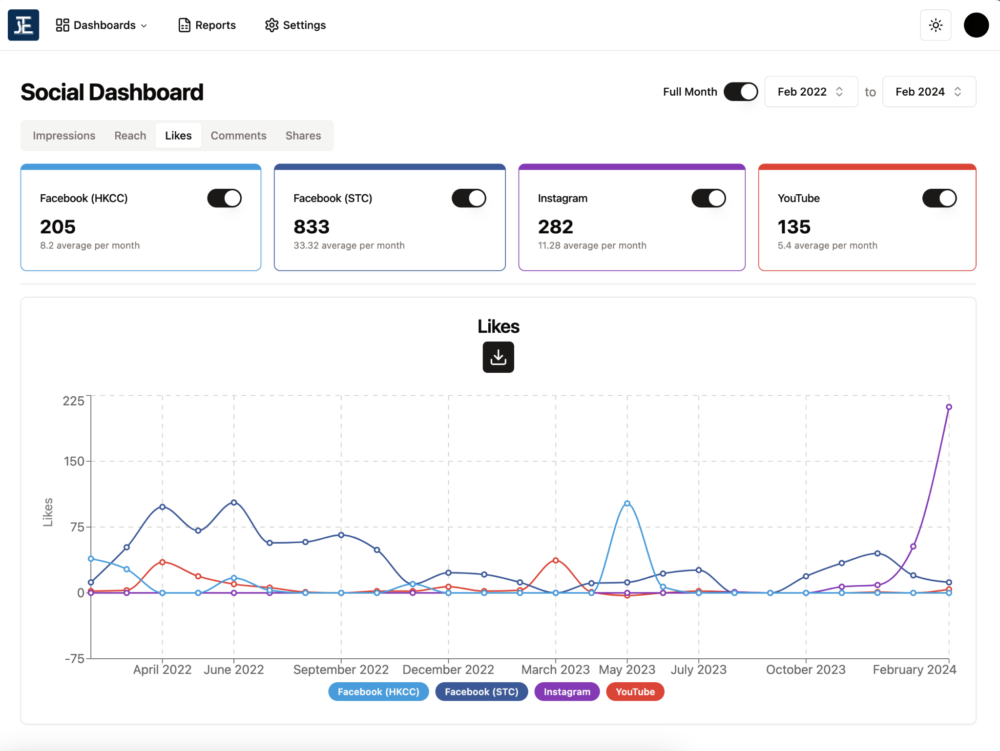 STE
Dashboards
Reports
Settings
Social Dashboard
Full Month
Feb 2022
to
Feb 2024
Impressions
Reach
Likes
Comments
Shares
Facebook (HKCC)
205
8.2 average per month
Facebook (STC)
833
33.32 average per month
Instagram
282
11.28 average per month
YouTube
135
5.4 average per month
Likes
225
150
75
0
-75
Likes
April 2022
June 2022
September 2022
December 2022
March 2023
May 2023
July 2023
October 2023
February 2024
Facebook (HKCC)
Facebook (STC)
Instagram
YouTube